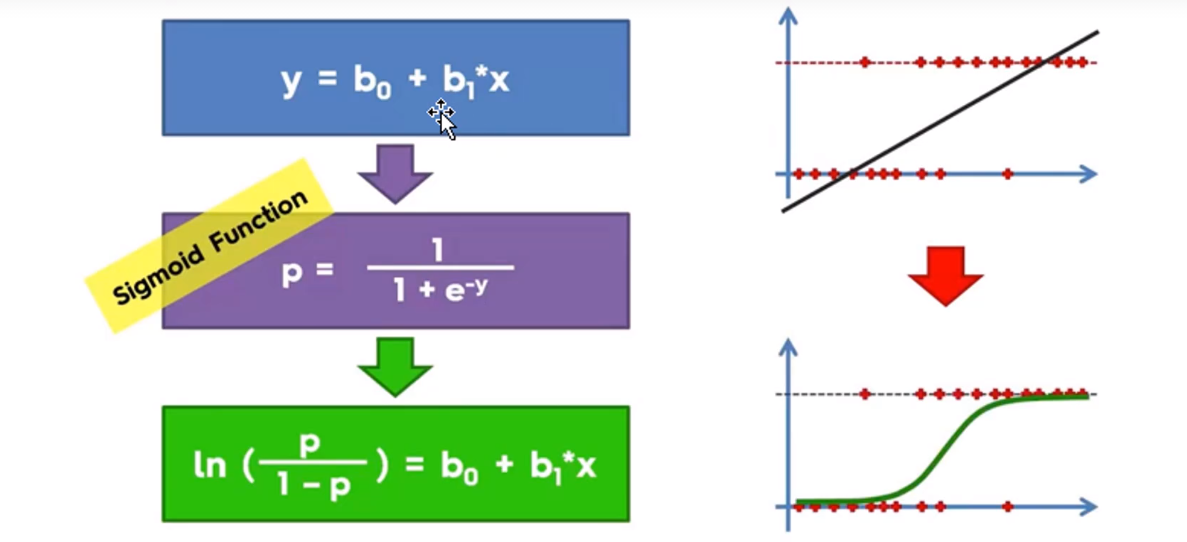 y = b₀ + b₁*x
Sigmoid Function
p = 1 / 1 + e⁻ʸ
ln ( p / 1 - p ) = b₀ + b₁*x